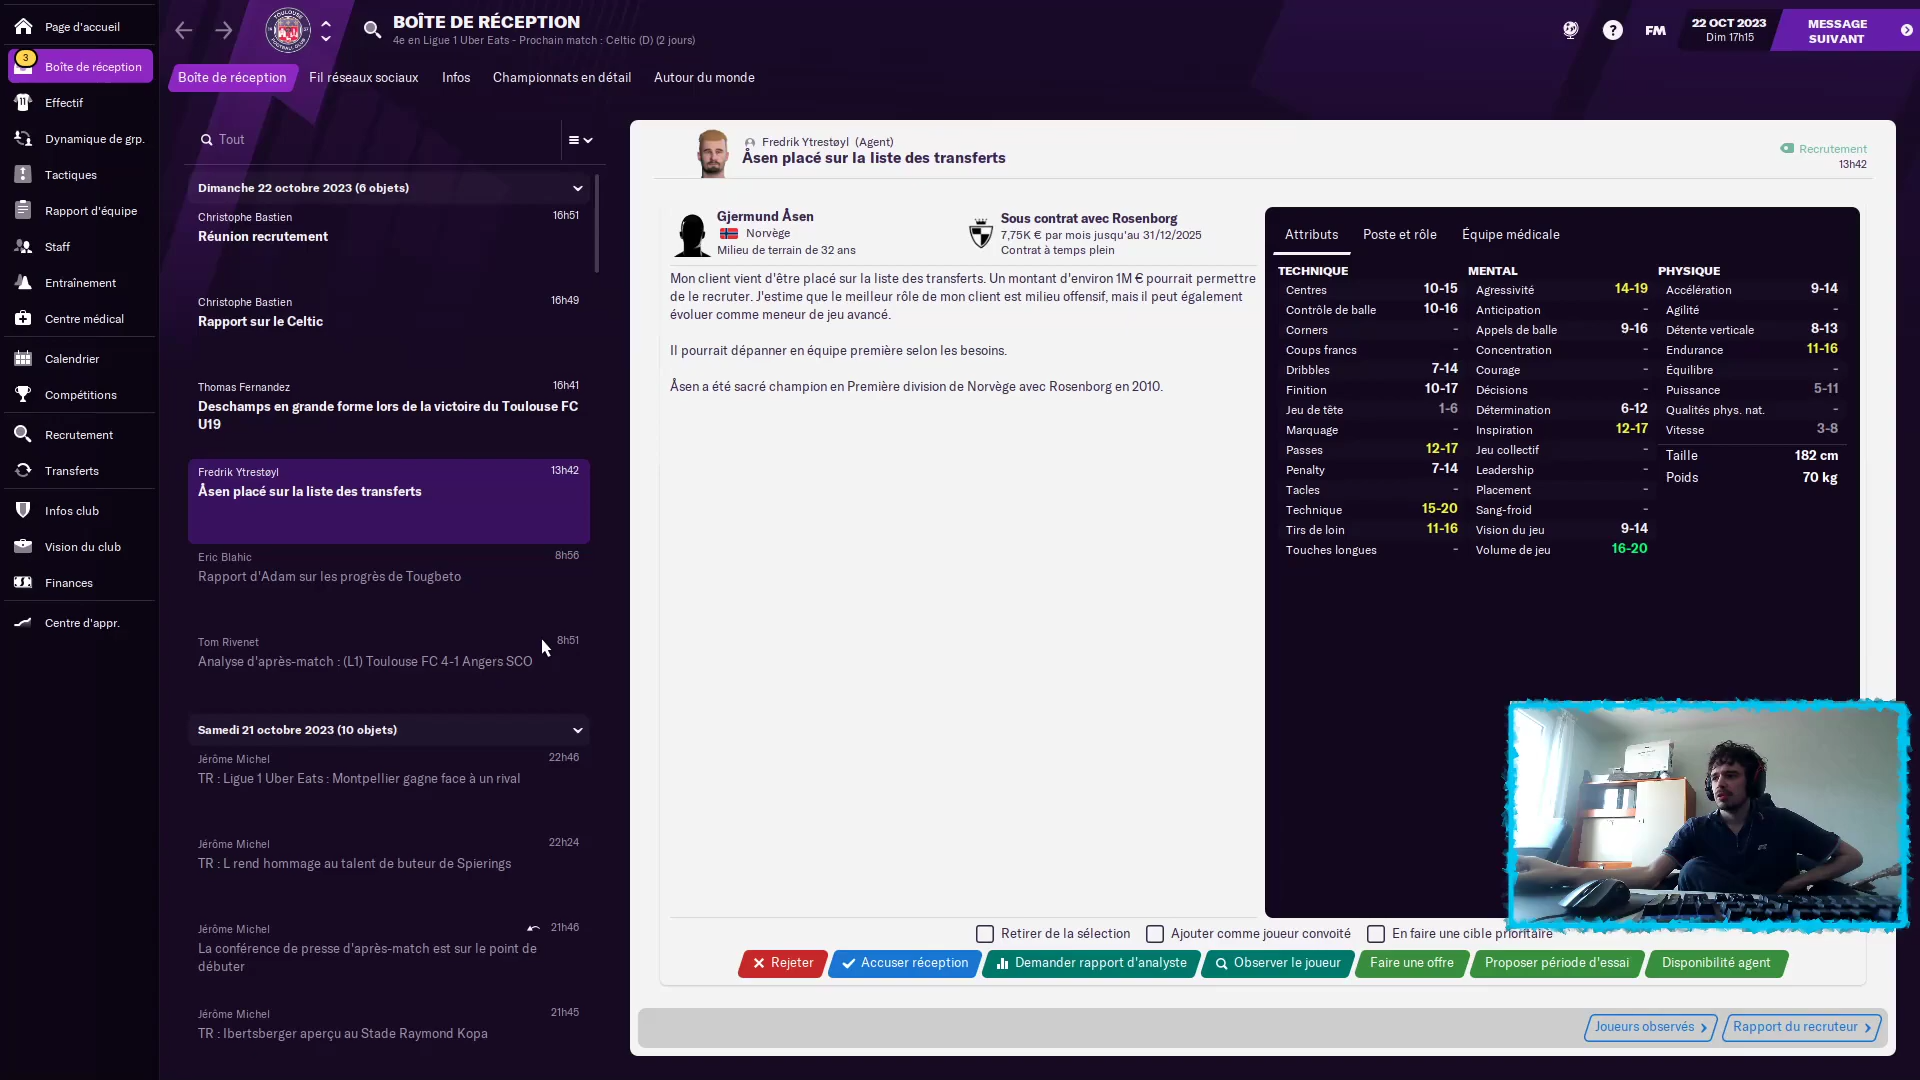 Page d'accueil
3
Boîte de réception
Effectif
Dynamique de grp.
Tactiques
Rapport d'équipe
Staff
Entraînement
Centre médical
Calendrier
Compétitions
Recrutement
Transferts
Infos club
Vision du club
Finances
Centre d'appr.
BOÎTE DE RÉCEPTION
4e en Ligue 1 Uber Eats - Prochain match : Celtic (D) (2 jours)
FM
22 OCT 2023
Dim 17h15
MESSAGE
SUIVANT
Boîte de réception
Fil réseaux sociaux
Infos
Championnats en détail
Autour du monde
Tout
Dimanche 22 octobre 2023 (6 objets)
Christophe Bastien
16h51
Réunion recrutement
Christophe Bastien
16h49
Rapport sur le Celtic
Thomas Fernandez
16h41
Deschamps en grande forme lors de la victoire du Toulouse FC
U19
Fredrik Ytrestøyl
13h42
Åsen placé sur la liste des transferts
Eric Blahic
8h56
Rapport d'Adam sur les progrès de Tougbeto
Tom Rivenet
8h51
Analyse d'après-match : (L1) Toulouse FC 4-1 Angers SCO
Samedi 21 octobre 2023 (10 objets)
Jérôme Michel
22h46
TR : Ligue 1 Uber Eats : Montpellier gagne face à un rival
Jérôme Michel
22h24
TR : L rend hommage au talent de buteur de Spierings
Jérôme Michel
21h46
La conférence de presse d'après-match est sur le point de
débuter
Jérôme Michel
21h45
TR : Ibertsberger aperçu au Stade Raymond Kopa
Fredrik Ytrestøyl (Agent)
Åsen placé sur la liste des transferts
Recrutement
13h42
Gjermund Åsen
Norvège
Milieu de terrain de 32 ans
Sous contrat avec Rosenborg
7,75K € par mois jusqu'au 31/12/2025
Contrat à temps plein
Mon client vient d'être placé sur la liste des transferts. Un montant d'environ 1M € pourrait permettre
de le recruter. J'estime que le meilleur rôle de mon client est milieu offensif, mais il peut également
évoluer comme meneur de jeu avancé.
Il pourrait dépanner en équipe première selon les besoins.
Åsen a été sacré champion en Première division de Norvège avec Rosenborg en 2010.
Attributs
Poste et rôle
Équipe médicale
TECHNIQUE
Centres 10-15
Contrôle de balle 10-16
Corners -
Coups francs -
Dribbles 7-14
Finition 10-17
Jeu de tête 1-6
Marquage -
Passes 12-17
Penalty 7-14
Tacles -
Technique 15-20
Tirs de loin 11-16
Touches longues -
MENTAL
Agressivité 14-19
Anticipation -
Appels de balle 9-16
Concentration -
Courage -
Décisions -
Détermination 6-12
Inspiration 12-17
Jeu collectif -
Leadership -
Placement -
Sang-froid -
Vision du jeu 9-14
Volume de jeu 16-20
PHYSIQUE
Accélération 9-14
Agilité -
Détente verticale 8-13
Endurance 11-16
Équilibre -
Puissance 5-11
Qualités phys. nat. -
Vitesse 3-8
Taille 182 cm
Poids 70 kg
Retirer de la sélection
Ajouter comme joueur convoité
En faire une cible prioritaire
Rejeter
Accuser réception
Demander rapport d'analyste
Observer le joueur
Faire une offre
Proposer période d'essai
Disponibilité agent
Joueurs observés
Rapport du recruteur